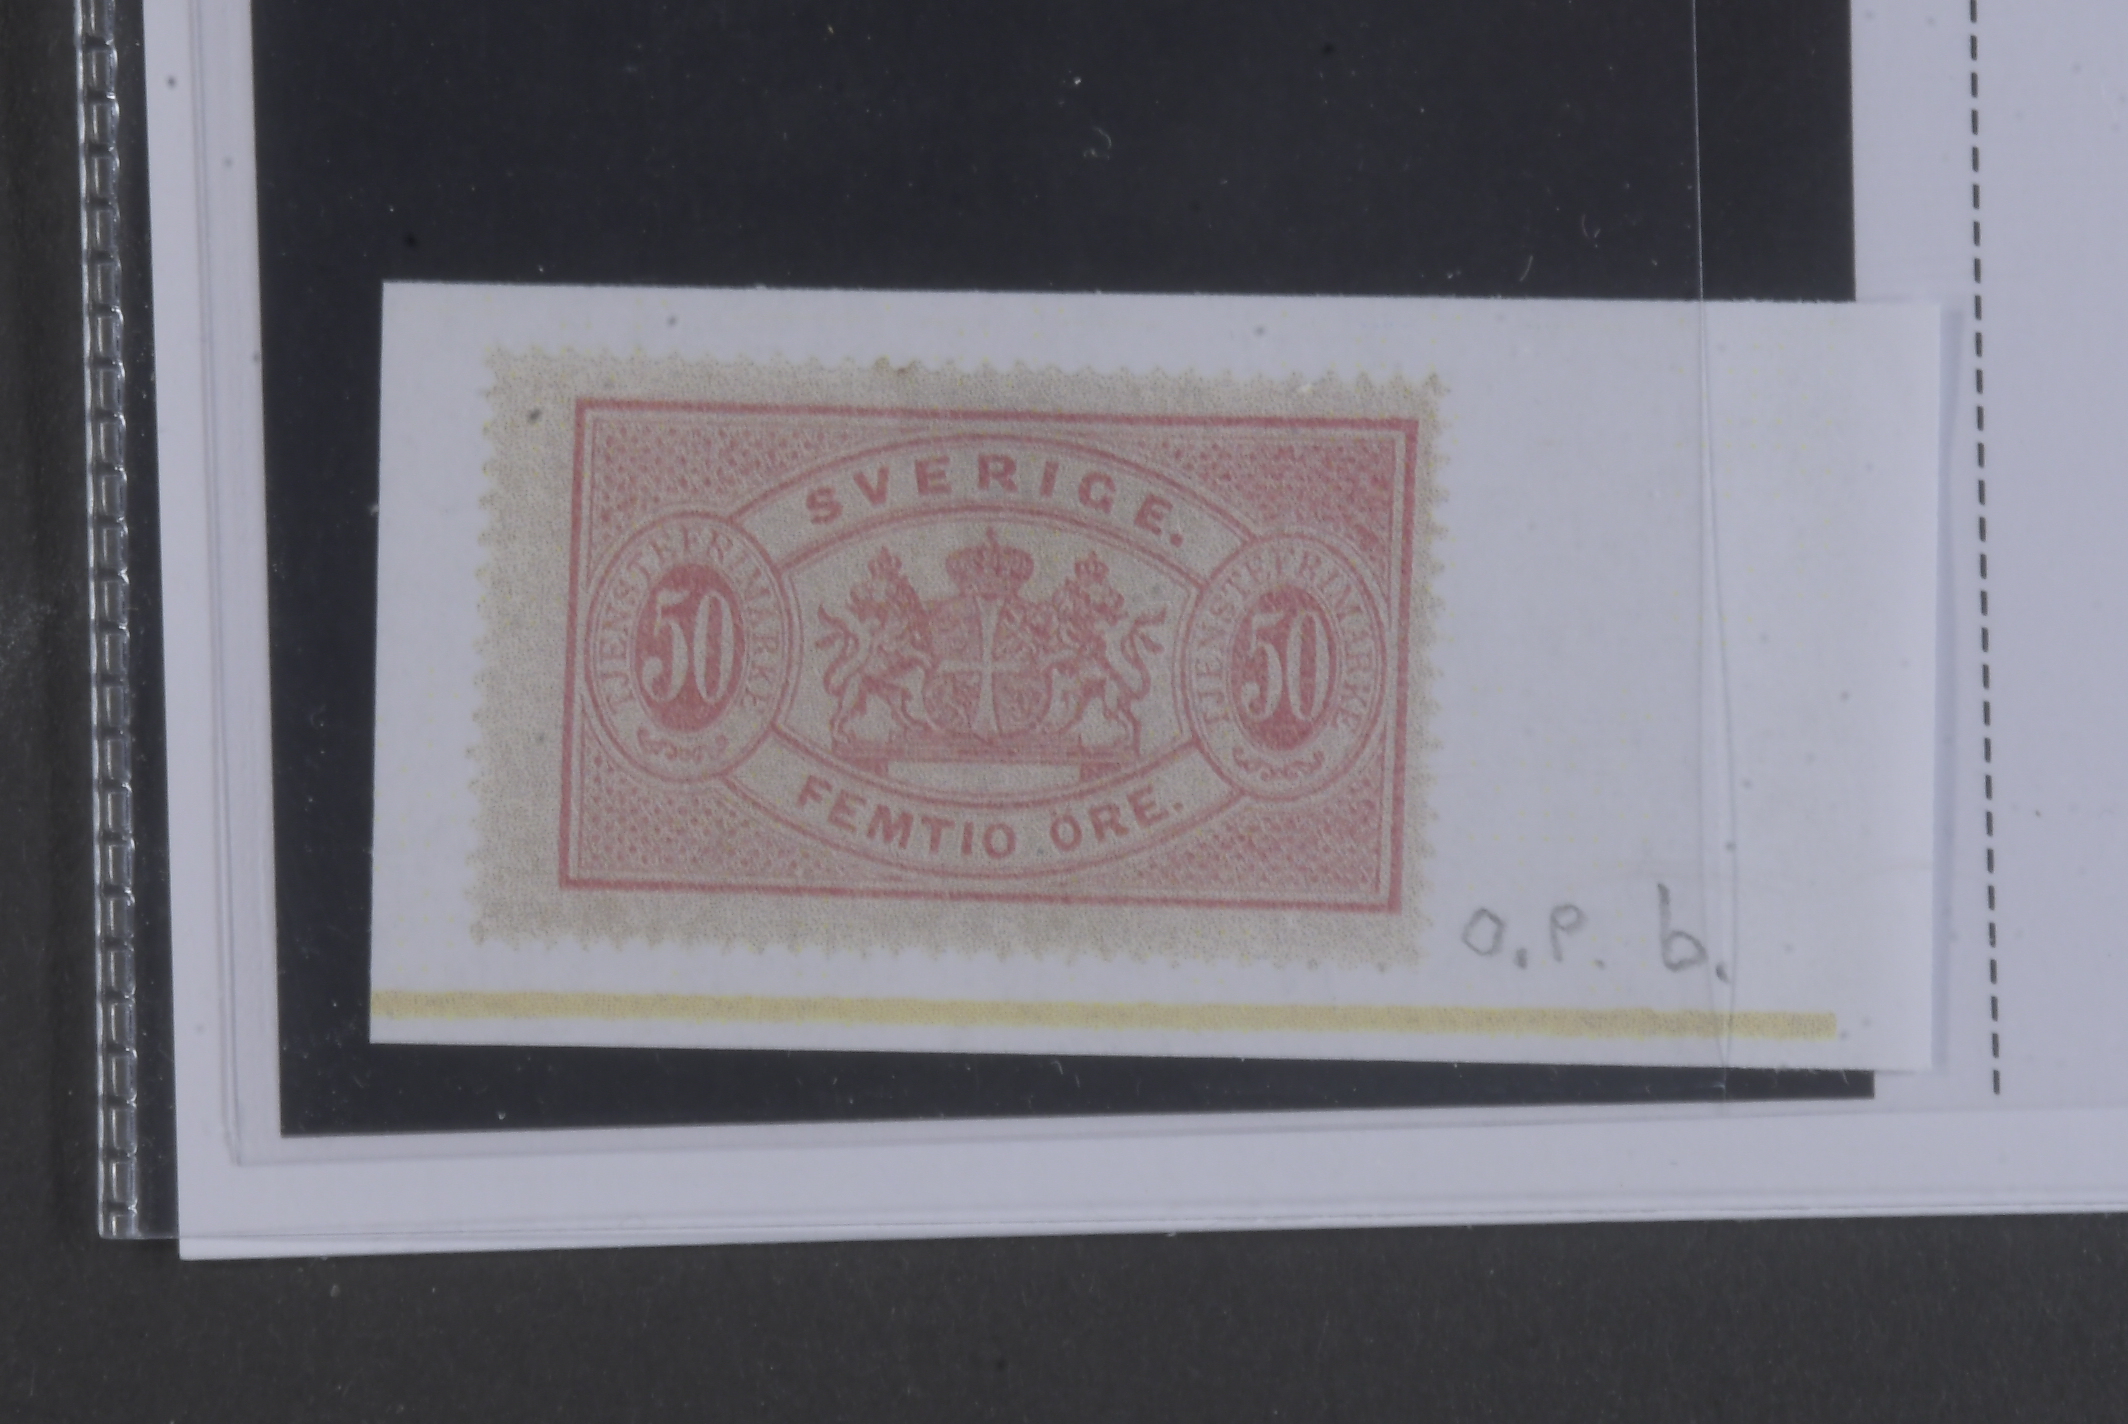 SVERIGE.
TJENSTEFRIMÄRKE
50
TJENSTEFRIMÄRKE
50
FEMTIO ÖRE.
O.P. b.